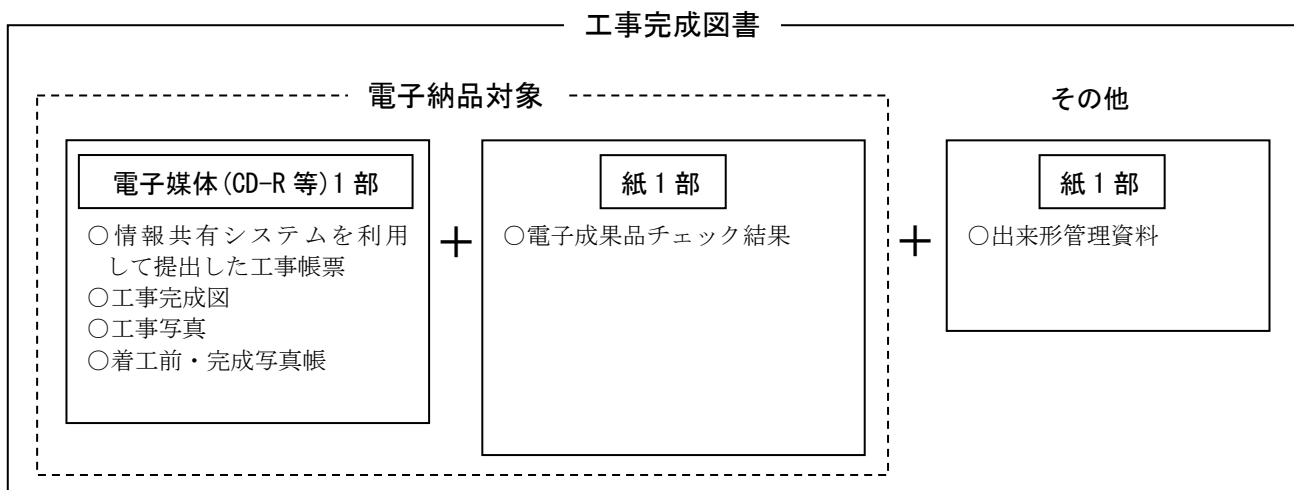 工事完成図書
電子納品対象
その他
電子媒体(CD-R 等)1 部
○情報共有システムを利用
して提出した工事帳票
○工事完成図
○工事写真
○着工前・完成写真帳
+
紙 1 部
○電子成果品チェック結果
+
紙 1 部
○出来形管理資料